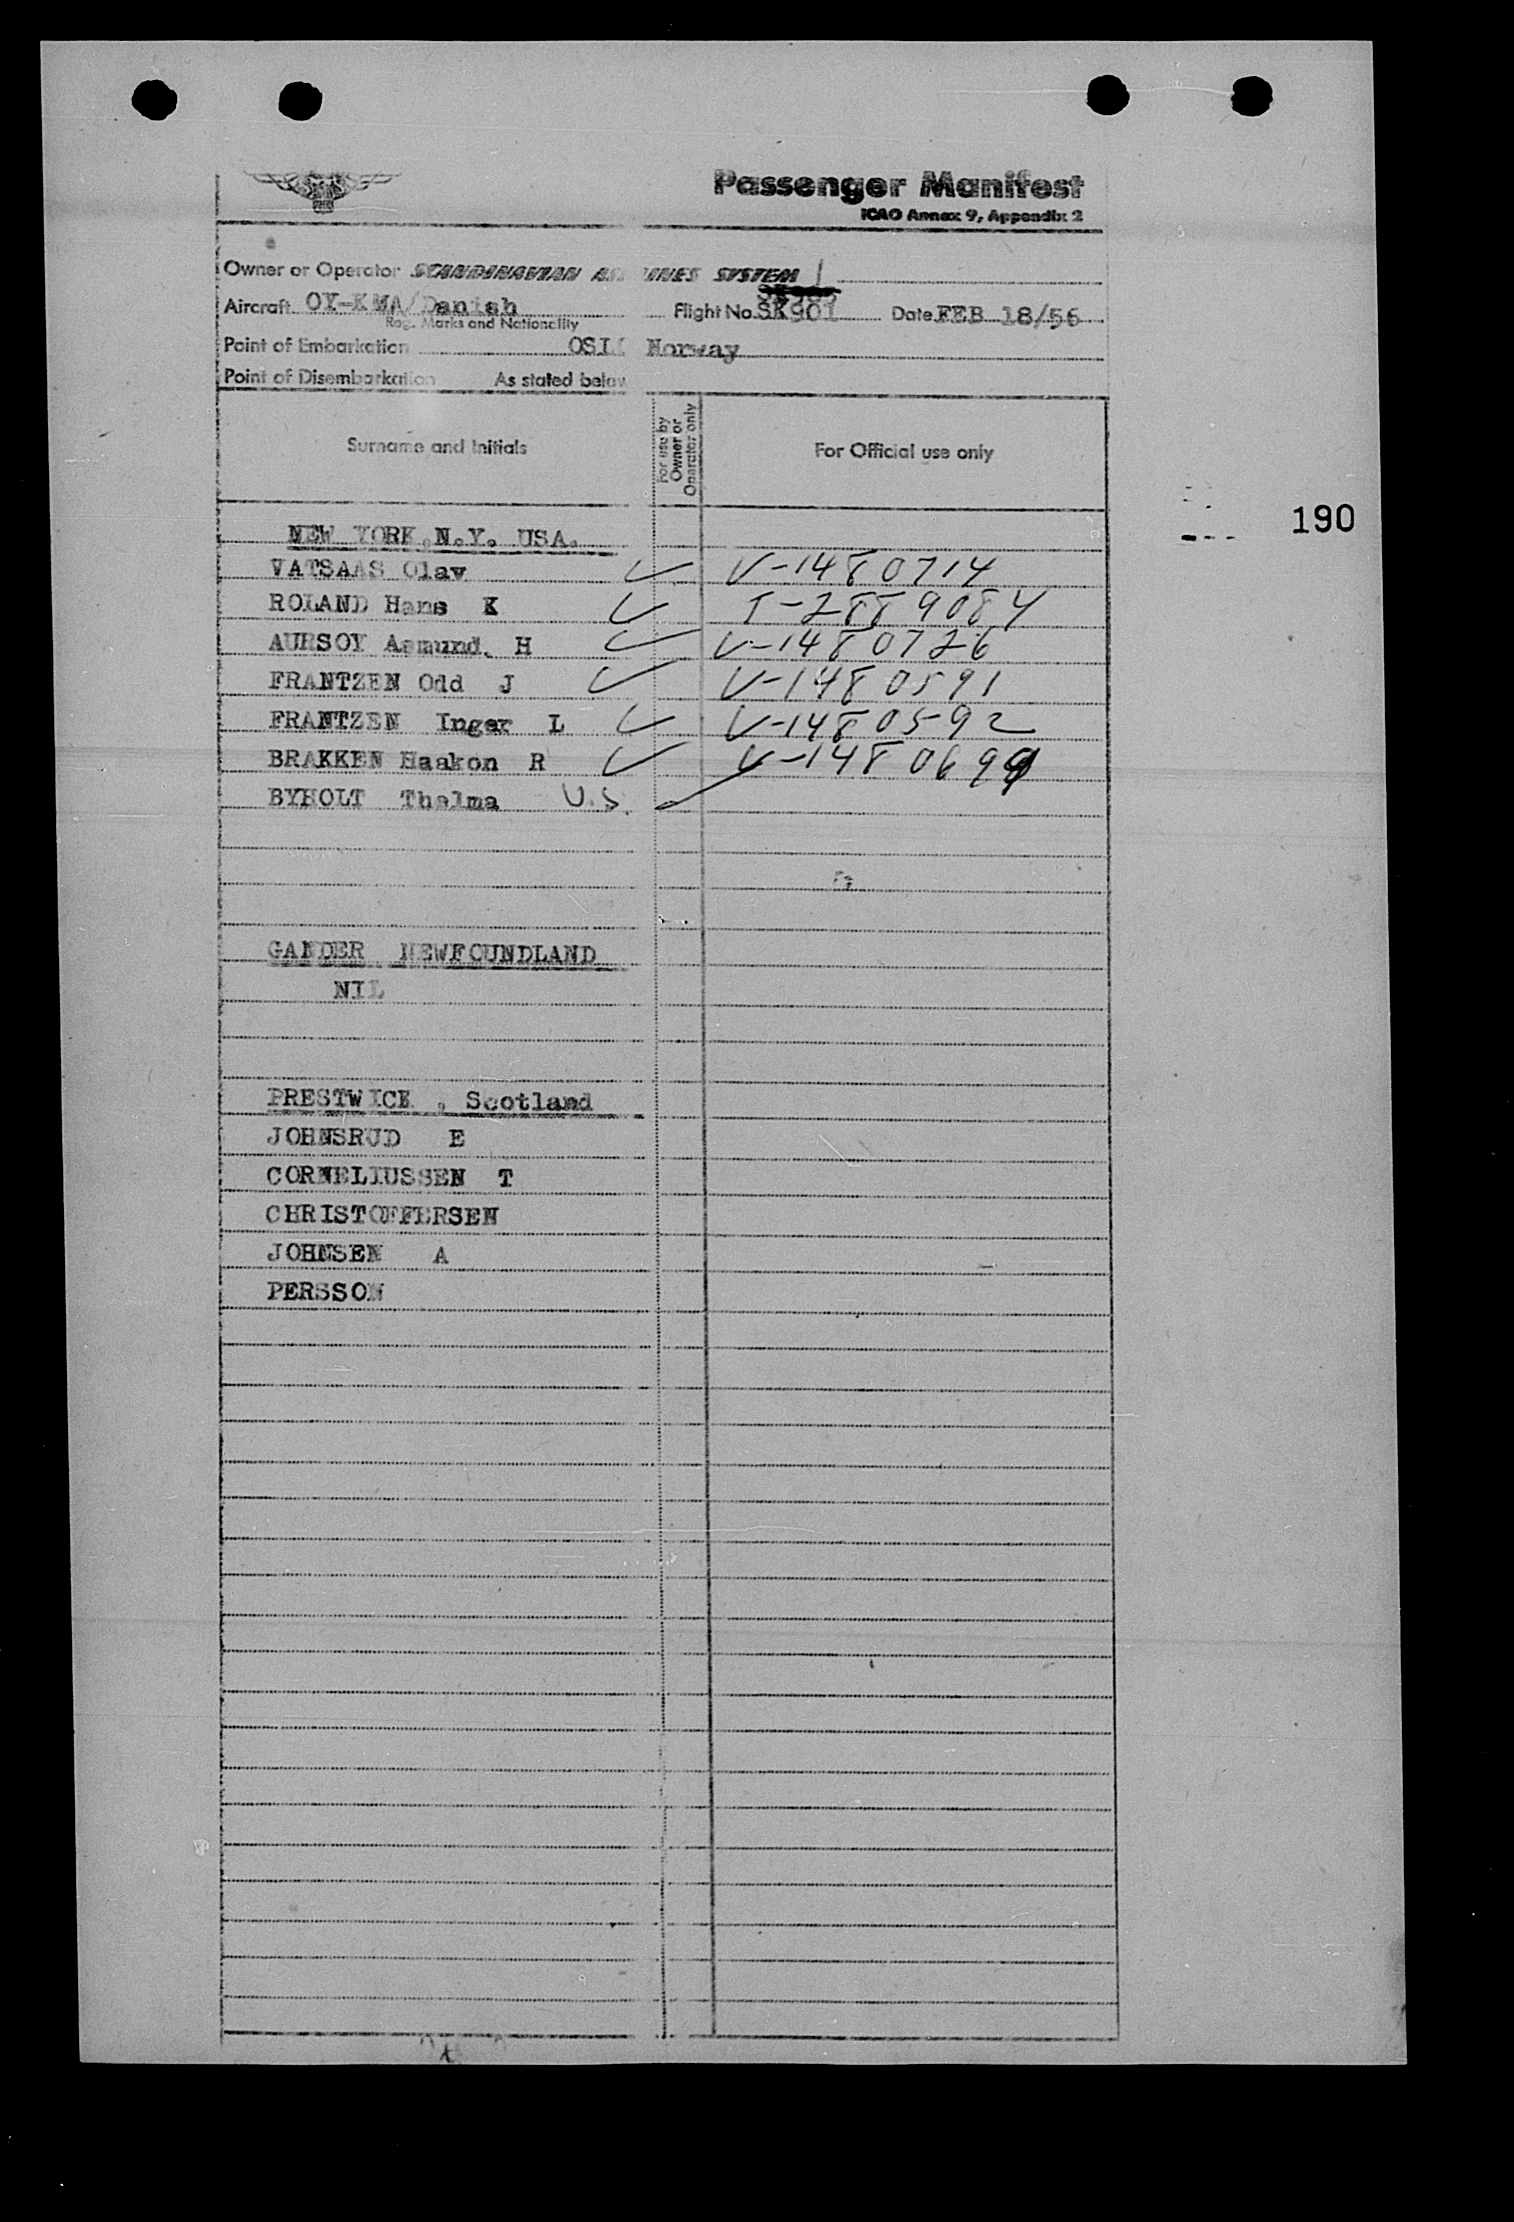 Passenger Manifest
ICAO Annex 9, Appendix 2
Owner or Operator SCANDINAVIAN AIRLINES SYSTEM
Aircraft OY-KMA/Danish Flight No. SK901 Date FEB 18/56
Reg. Marks and Nationality
Point of Embarkation OSLO Norway
Point of Disembarkation As stated below
Surname and Initials For use by Owner or Operator only For Official use only
190
NEW YORK.N.Y. USA.
VATSAAS Olav V-1480714
ROLAND Hans K T-2889084
AURSOY Asmund. H V-1480726
FRANTZEN Odd J V-1480591
FRANTZEN Inger L V-1480592
BRAKKEN Haakon R V-1480699
BYHOLT Thelma U.S.
GANDER NEWFOUNDLAND
NIL
PRESTWICK , Scotland
JOHNSRUD E
CORNELIUSSEN T
CHRISTOFFERSEN
JOHNSEN A
PERSSON